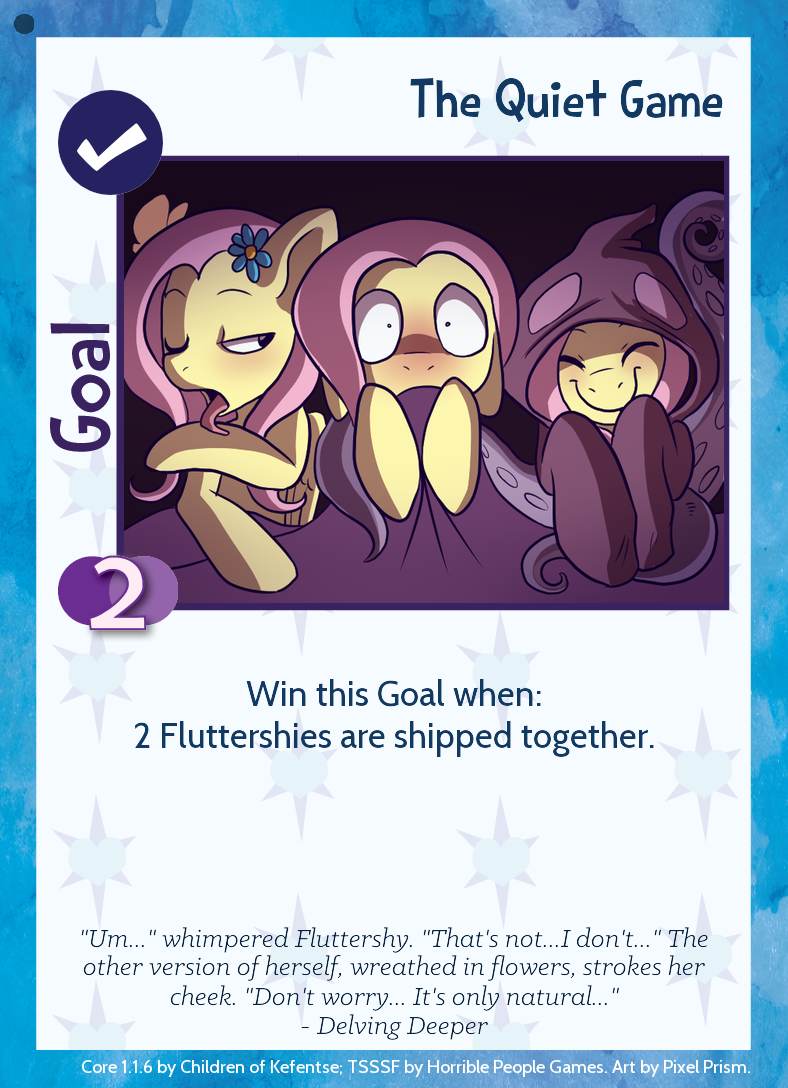 The Quiet Game
Goal
2
Win this Goal when:
2 Fluttershies are shipped together.
"Um..." whimpered Fluttershy. "That's not...I don't..." The
other version of herself, wreathed in flowers, strokes her
cheek. "Don't worry... It's only natural..."
- Delving Deeper
Core 1.1.6 by Children of Kefentse; TSSSF by Horrible People Games. Art by Pixel Prism.